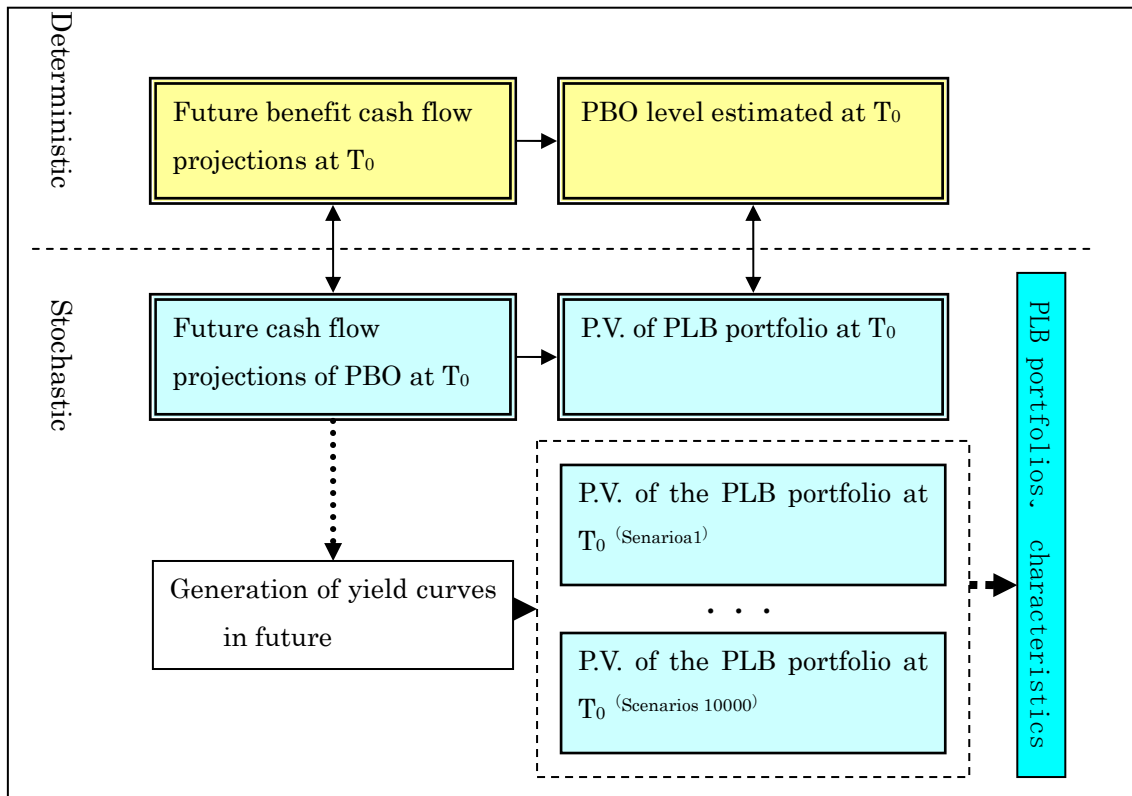 Deterministic
Future benefit cash flow
projections at T0
PBO level estimated at T0
Stochastic
Future cash flow
projections of PBO at T0
P.V. of PLB portfolio at T0
P.V. of the PLB portfolio at
T0 (Senarioa1)
. . .
Generation of yield curves
in future
P.V. of the PLB portfolio at
T0 (Scenarios 10000)
PLB portfolios. characteristics